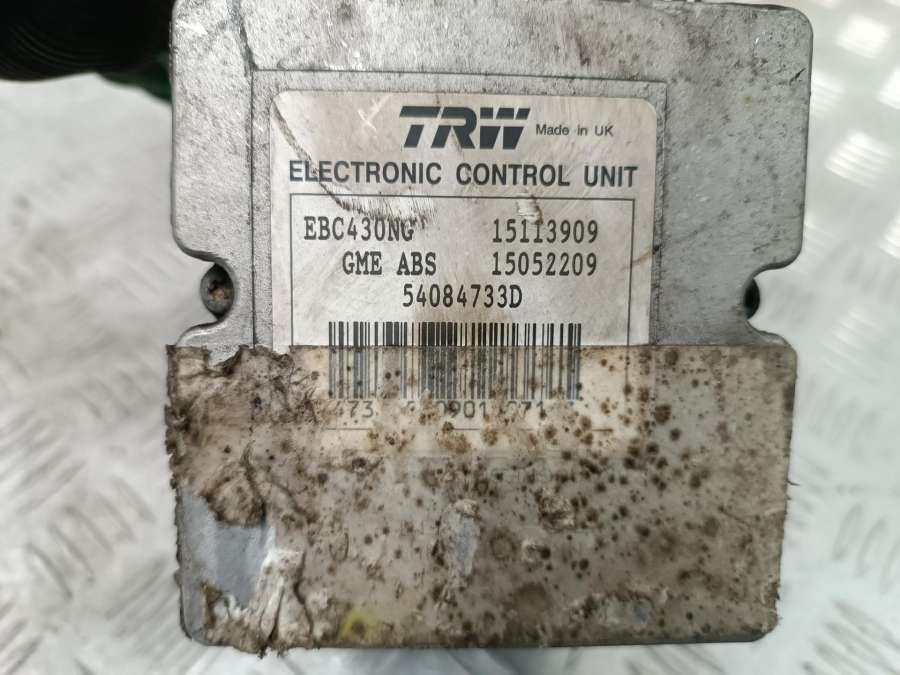 TRW Made in UK
ELECTRONIC CONTROL UNIT
EBC430NG 15113909
GME ABS 15052209
54084733D